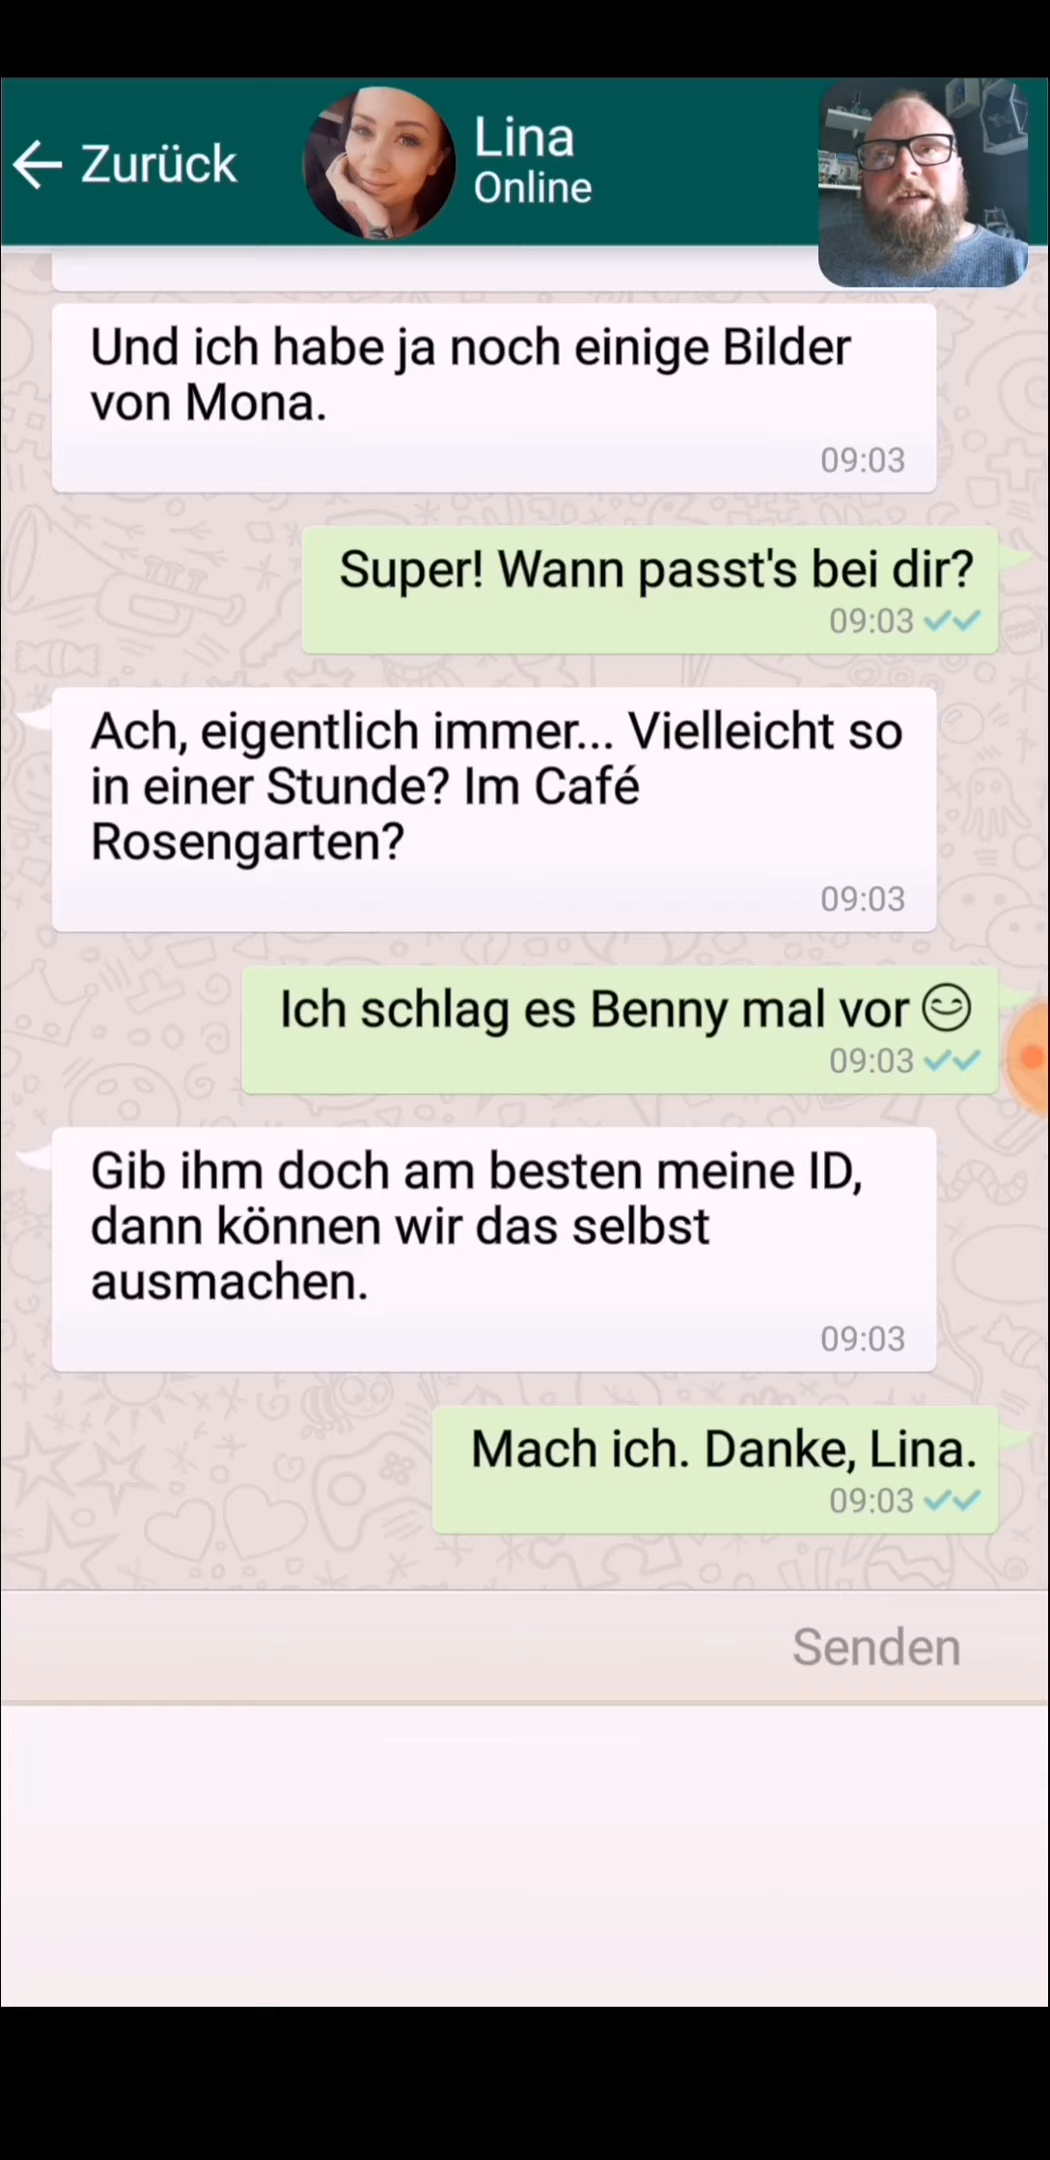 Zurück
Lina
Online
Und ich habe ja noch einige Bilder
von Mona.
09:03
Super! Wann passt's bei dir?
09:03
Ach, eigentlich immer... Vielleicht so
in einer Stunde? Im Café
Rosengarten?
09:03
Ich schlag es Benny mal vor 😊
09:03
Gib ihm doch am besten meine ID,
dann können wir das selbst
ausmachen.
09:03
Mach ich. Danke, Lina.
09:03
Senden